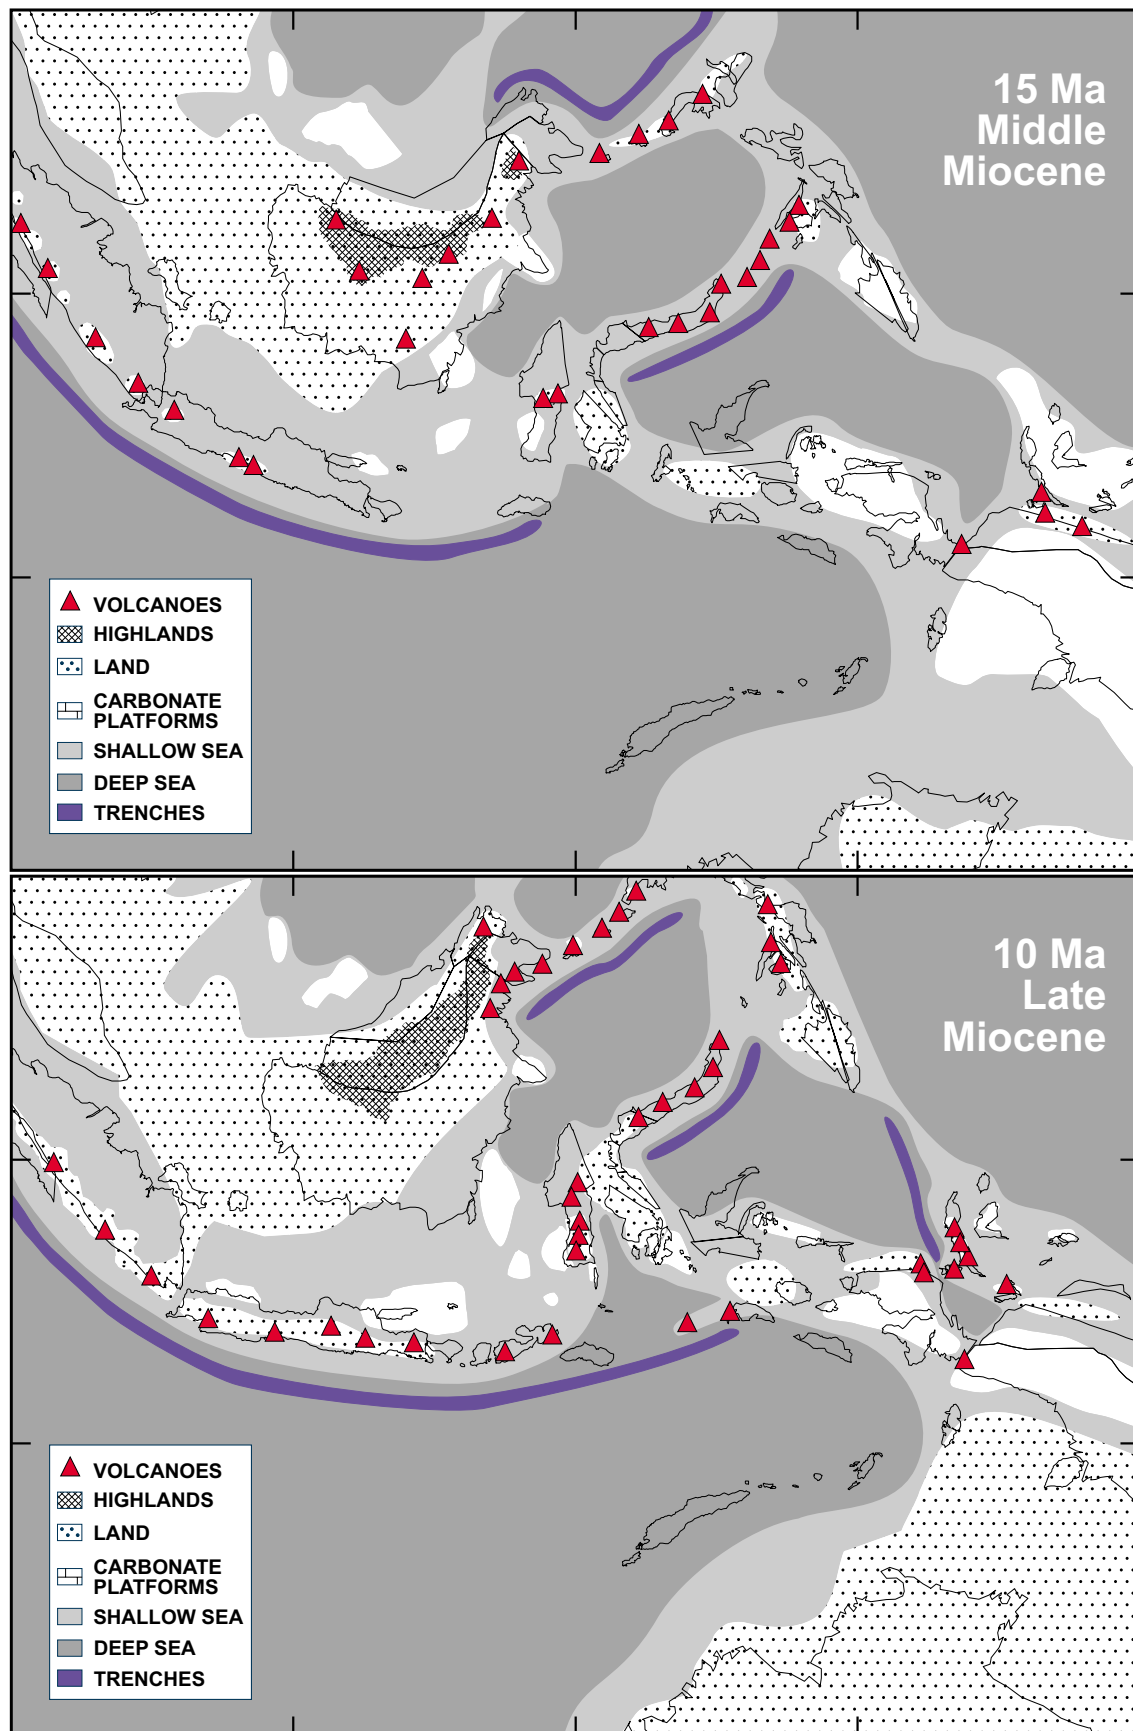 15 Ma
Middle
Miocene
VOLCANOES
HIGHLANDS
LAND
CARBONATE
PLATFORMS
SHALLOW SEA
DEEP SEA
TRENCHES
10 Ma
Late
Miocene
VOLCANOES
HIGHLANDS
LAND
CARBONATE
PLATFORMS
SHALLOW SEA
DEEP SEA
TRENCHES